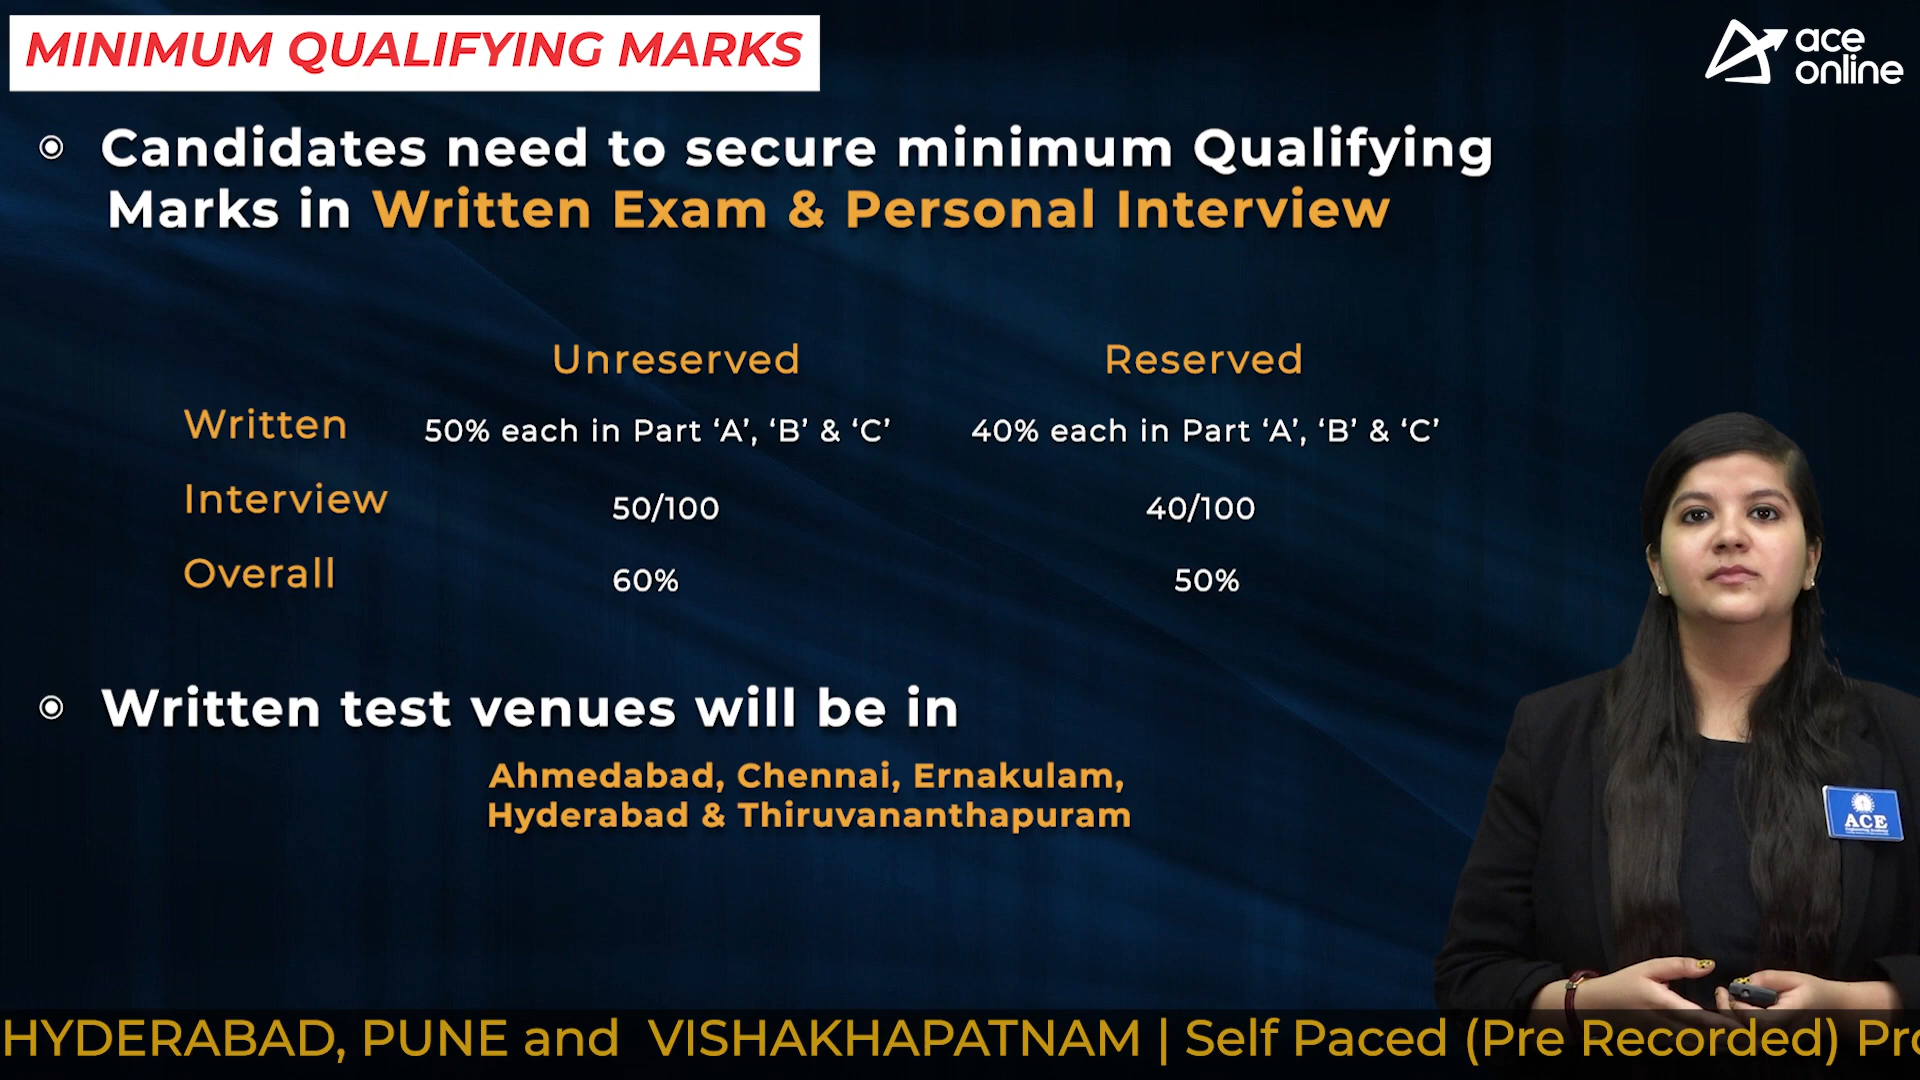 MINIMUM QUALIFYING MARKS
ace
online
Candidates need to secure minimum Qualifying
Marks in Written Exam & Personal Interview
Unreserved Reserved
Written 50% each in Part ‘A’, ‘B’ & ‘C’ 40% each in Part ‘A’, ‘B’ & ‘C’
Interview 50/100 40/100
Overall 60% 50%
Written test venues will be in
Ahmedabad, Chennai, Ernakulam,
Hyderabad & Thiruvananthapuram
ACE
HYDERABAD, PUNE and VISHAKHAPATNAM | Self Paced (Pre Recorded) Pro